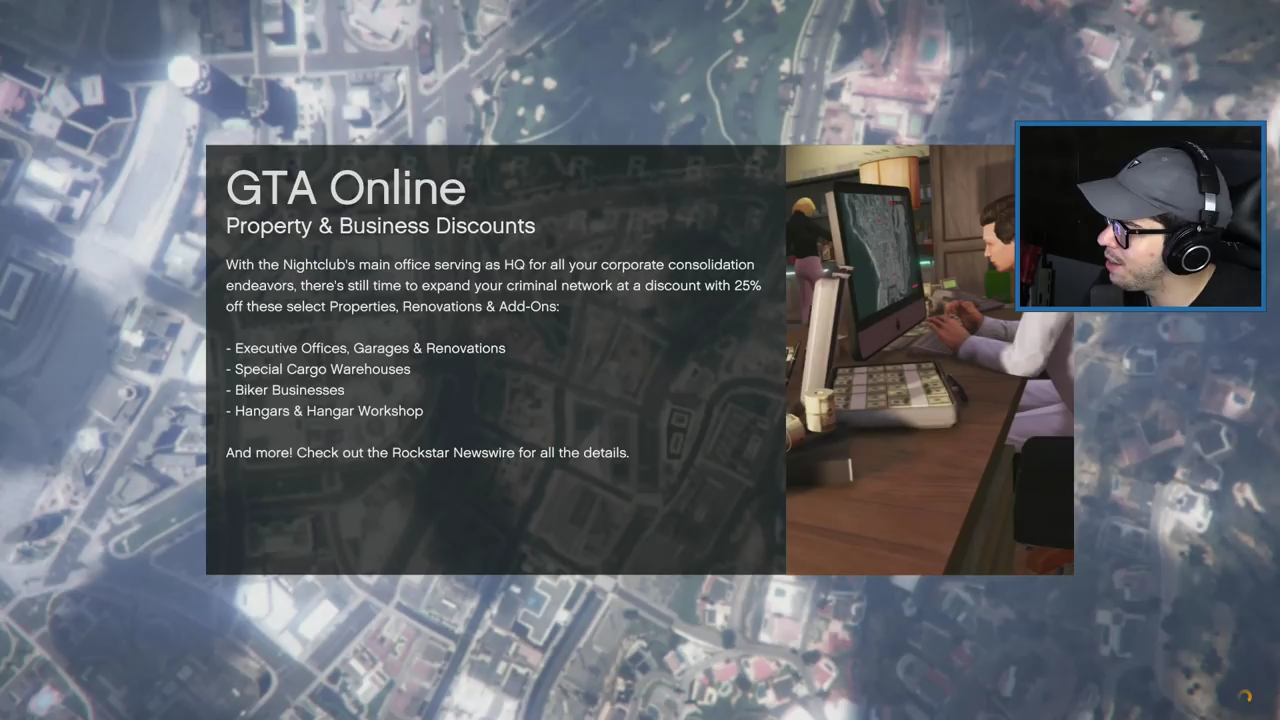 GTA Online
Property & Business Discounts
With the Nightclub's main office serving as HQ for all your corporate consolidation
endeavors, there's still time to expand your criminal network at a discount with 25%
off these select Properties, Renovations & Add-Ons:
- Executive Offices, Garages & Renovations
- Special Cargo Warehouses
- Biker Businesses
- Hangars & Hangar Workshop
And more! Check out the Rockstar Newswire for all the details.